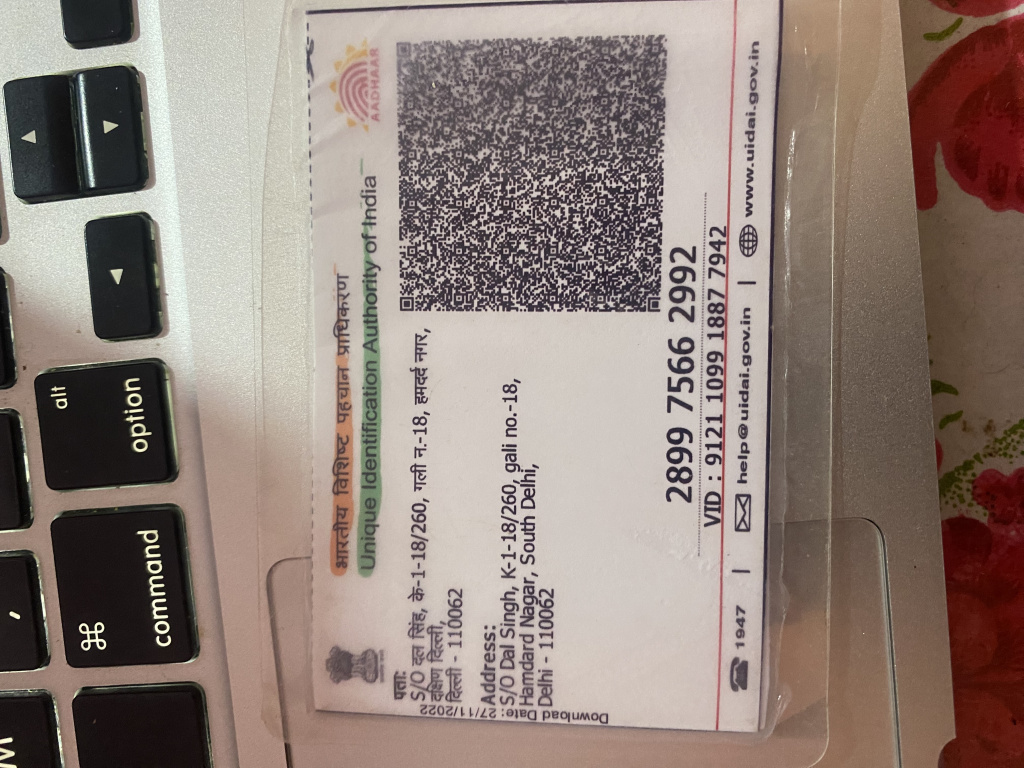 भारतीय विशिष्ट पहचान प्राधिकरण
Unique Identification Authority of India
AADHAAR
पता:
S/O दल सिंह, के-1-18/260, गली न.-18, हमदर्द नगर,
दक्षिण दिल्ली,
दिल्ली - 110062
Address:
S/O Dal Singh, K-1-18/260, gali no.-18,
Hamdard Nagar, South Delhi,
Delhi - 110062
Download Date: 27/11/2022
2899 7566 2992
VID : 9121 1099 1887 7942
1947 | help@uidai.gov.in | www.uidai.gov.in
alt
option
command